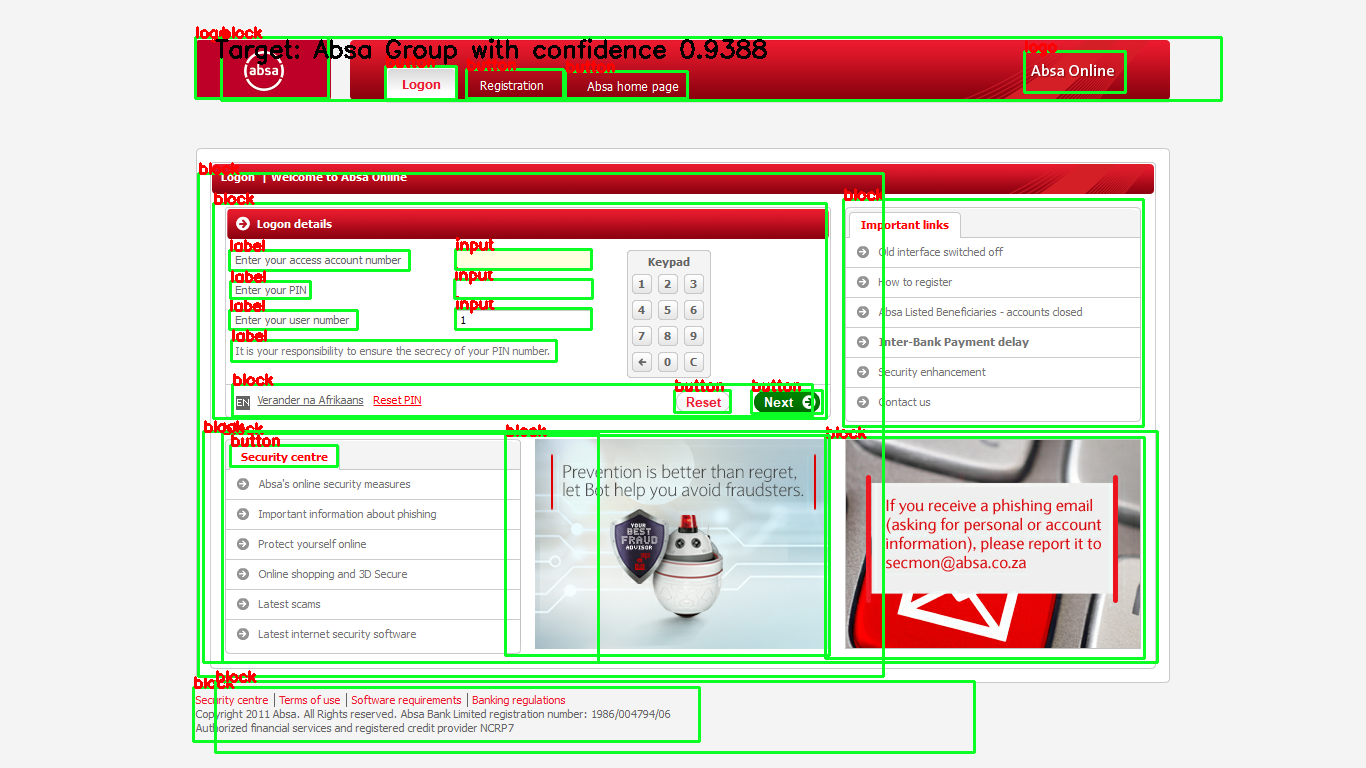 logo
block
Target: Absa Group with confidence 0.9388
absa
logo
Absa Online
Logon
Registration
Absa home page
block
Logon | Welcome to Absa Online
block
Logon details
label
Enter your access account number
input
label
Enter your PIN
input
label
Enter your user number
input
1
label
It is your responsibility to ensure the secrecy of your PIN number.
Keypad
1 2 3
4 5 6
7 8 9
0 C
block
EN Verander na Afrikaans Reset PIN
button
Reset
button
Next
block
Important links
Old interface switched off
How to register
Absa Listed Beneficiaries - accounts closed
Inter-Bank Payment delay
Security enhancement
Contact us
block
block
button
Security centre
Absa's online security measures
Important information about phishing
Protect yourself online
Online shopping and 3D Secure
Latest scams
Latest internet security software
block
Prevention is better than regret,
let Bot help you avoid fraudsters.
YOUR
BEST
FRAUD
ADVISOR
block
If you receive a phishing email
(asking for personal or account
information), please report it to
secmon@absa.co.za
block
block
Security centre | Terms of use | Software requirements | Banking regulations
Copyright 2011 Absa. All Rights reserved. Absa Bank Limited registration number: 1986/004794/06
Authorized financial services and registered credit provider NCRP7